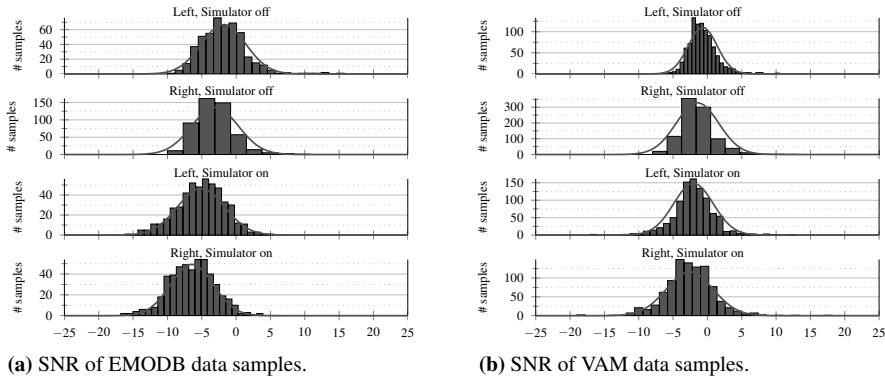 Left, Simulator off
# samples
60
40
20
0
Right, Simulator off
# samples
150
100
50
0
Left, Simulator on
# samples
40
20
0
Right, Simulator on
# samples
40
20
0
−25 −20 −15 −10 −5 0 5 10 15 20 25
(a) SNR of EMODB data samples.
Left, Simulator off
# samples
100
50
0
Right, Simulator off
# samples
300
200
100
0
Left, Simulator on
# samples
150
100
50
0
Right, Simulator on
# samples
100
50
0
−25 −20 −15 −10 −5 0 5 10 15 20 25
(b) SNR of VAM data samples.